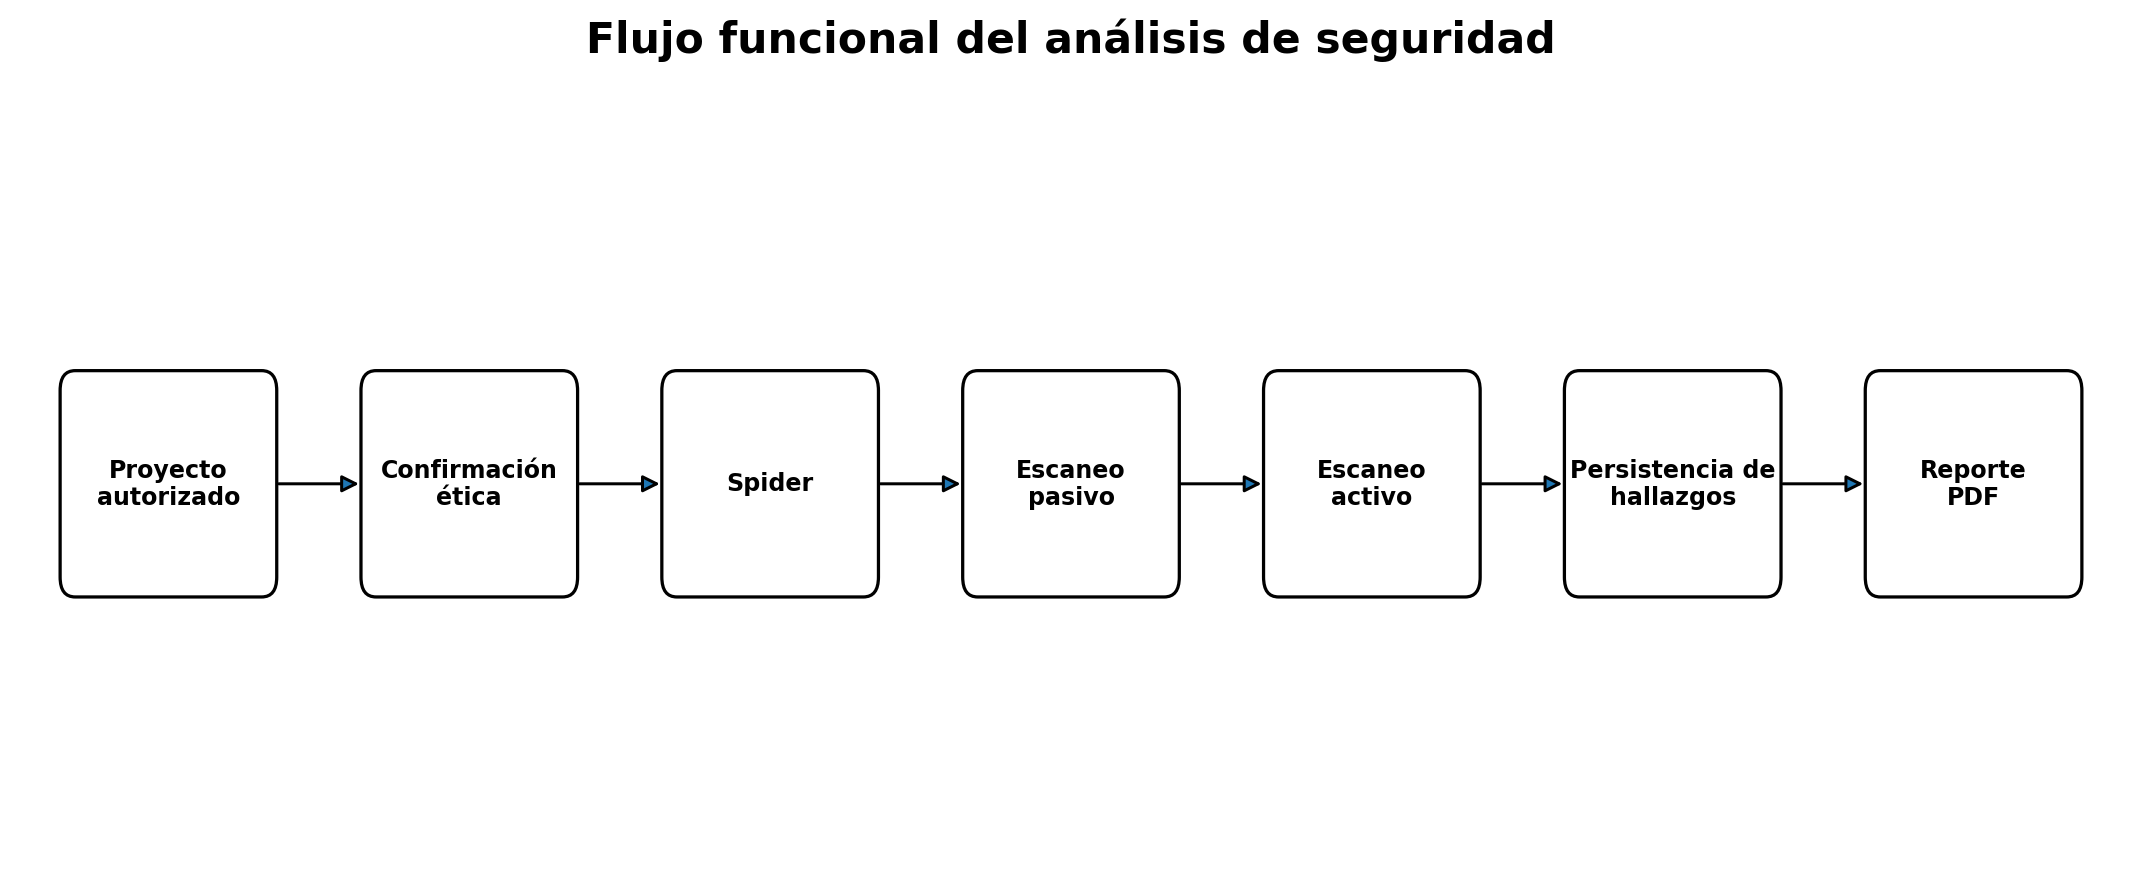 Flujo funcional del análisis de seguridad
Proyecto
autorizado
Confirmación
ética
Spider
Escaneo
pasivo
Escaneo
activo
Persistencia de
hallazgos
Reporte
PDF